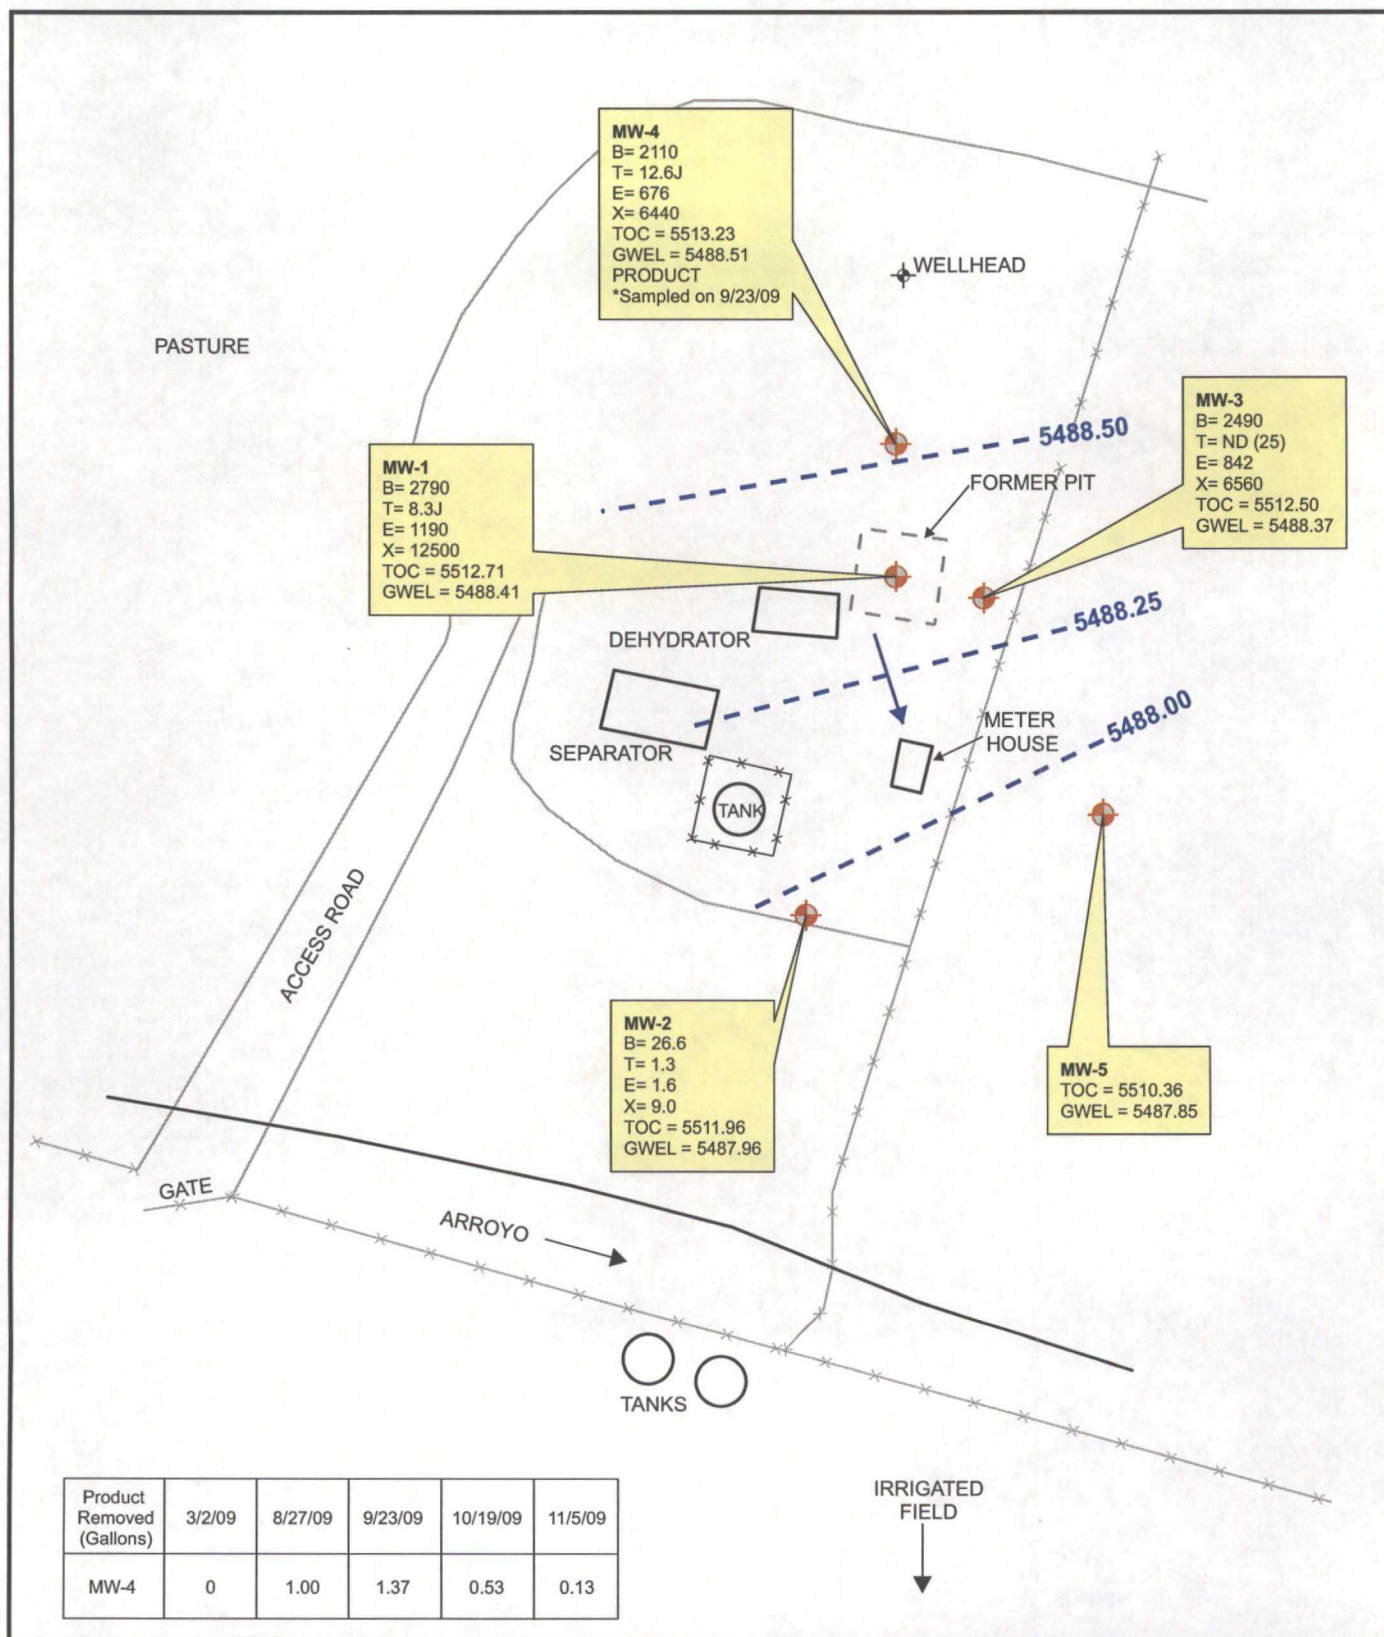 MW-4
B= 2110
T= 12.6J
E= 676
X= 6440
TOC = 5513.23
GWEL = 5488.51
PRODUCT
*Sampled on 9/23/09
WELLHEAD
PASTURE
MW-3
B= 2490
T= ND (25)
E= 842
X= 6560
TOC = 5512.50
GWEL = 5488.37
5488.50
MW-1
B= 2790
T= 8.3J
E= 1190
X= 12500
TOC = 5512.71
GWEL = 5488.41
FORMER PIT
5488.25
DEHYDRATOR
5488.00
METER
HOUSE
SEPARATOR
TANK
ACCESS ROAD
MW-2
B= 26.6
T= 1.3
E= 1.6
X= 9.0
TOC = 5511.96
GWEL = 5487.96
MW-5
TOC = 5510.36
GWEL = 5487.85
GATE
ARROYO
TANKS
IRRIGATED
FIELD
Product
Removed
(Gallons)
3/2/09 8/27/09 9/23/09 10/19/09 11/5/09
MW-4 0 1.00 1.37 0.53 0.13